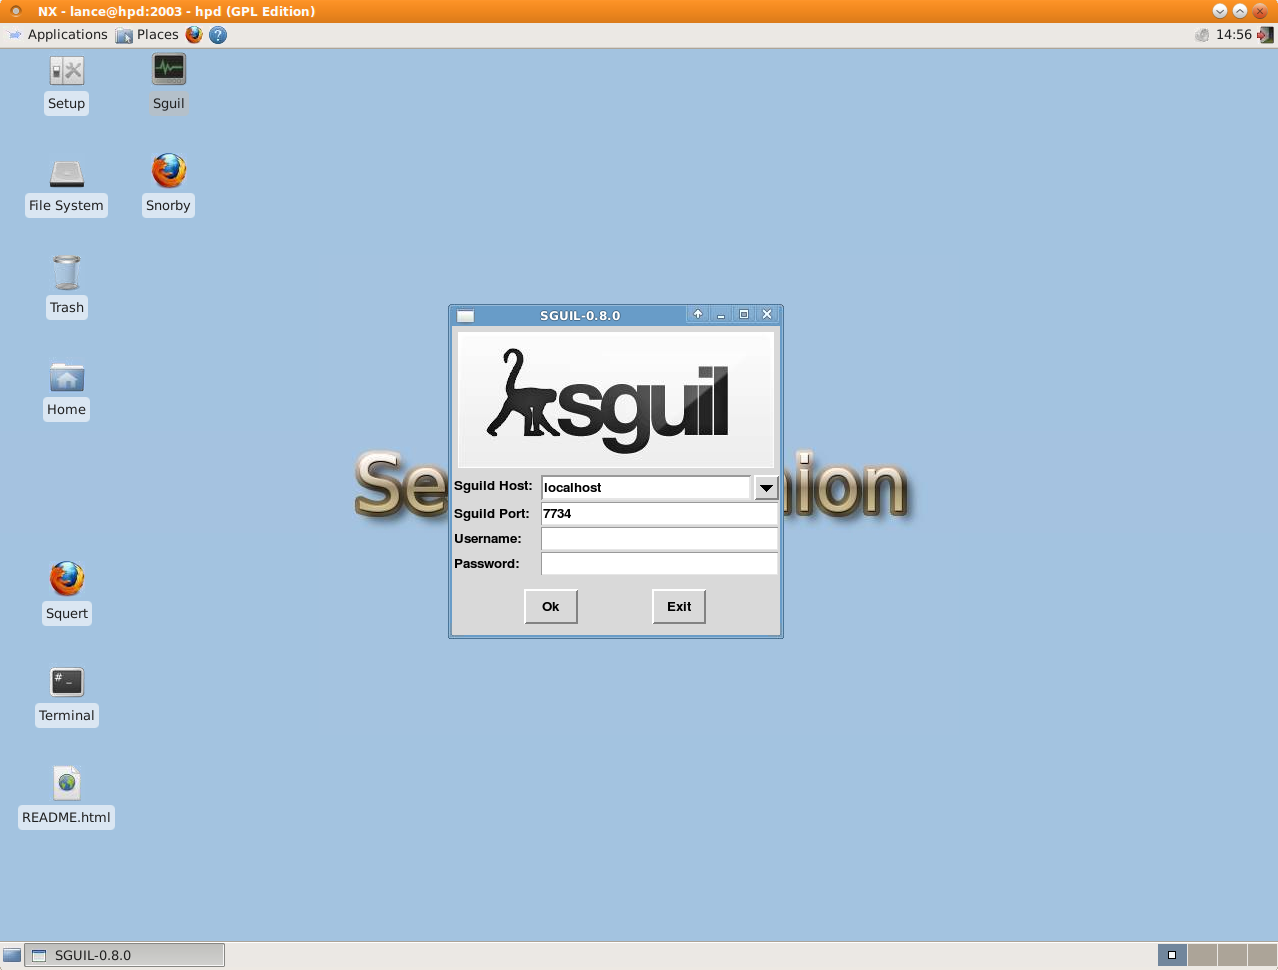 NX - lance@hpd:2003 - hpd (GPL Edition)
Applications Places 14:56
Setup
Sguil
File System
Snorby
Trash
Home
SGUIL-0.8.0
sguil
Se nion
Sguild Host: localhost
Sguild Port: 7734
Username:
Password:
Ok Exit
Squert
Terminal
README.html
SGUIL-0.8.0